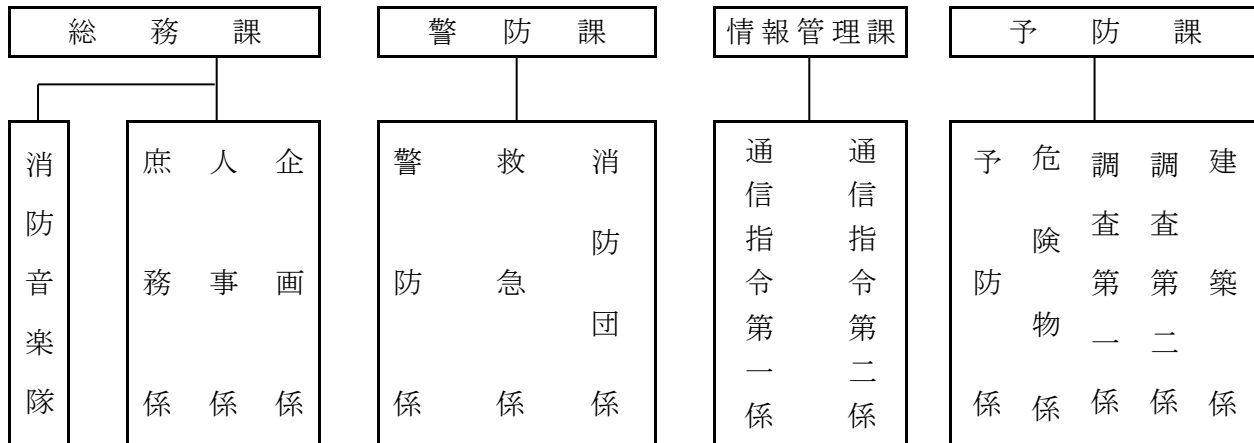 総務課
警防課
情報管理課
予防課
消防音楽隊
庶務係
人事係
企画係
警防係
救急係
消防団係
通信指令第一係
通信指令第二係
予防係
危険物係
調査第一係
調査第二係
建築係